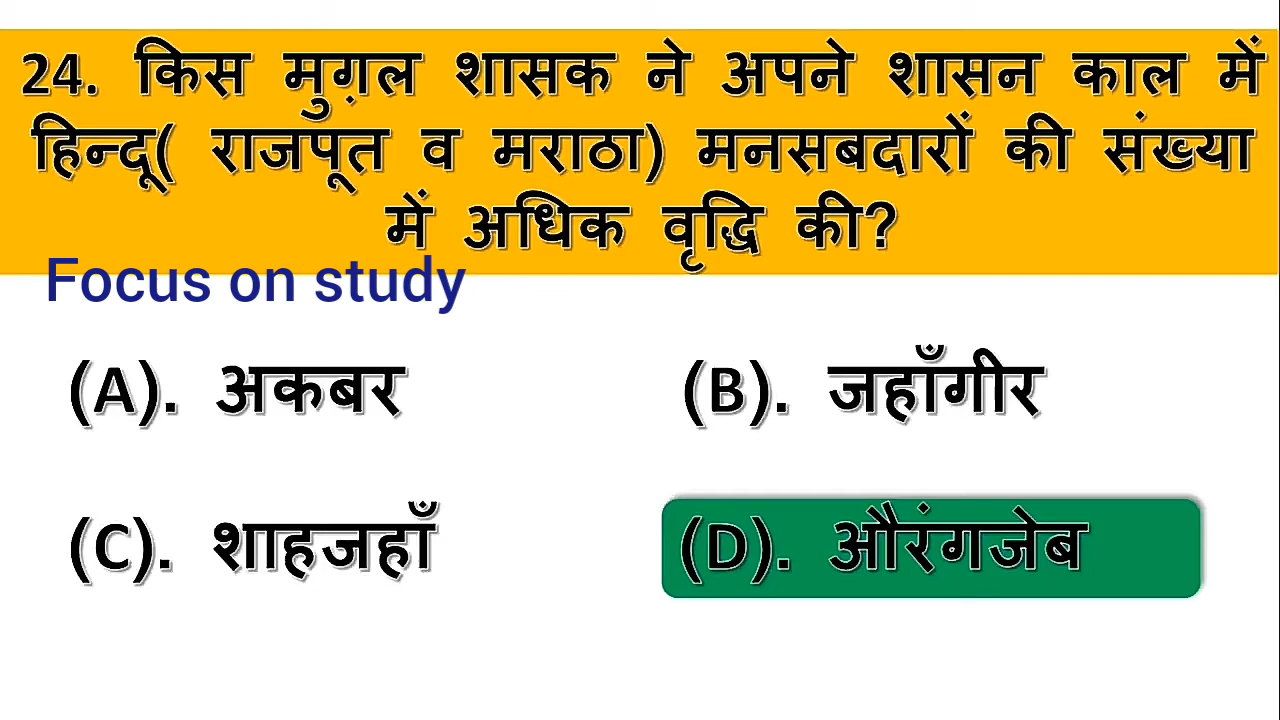 24. किस मुग़ल शासक ने अपने शासन काल में
हिन्दू( राजपूत व मराठा) मनसबदारों की संख्या
में अधिक वृद्धि की?
Focus on study
(A). अकबर
(B). जहाँगीर
(C). शाहजहाँ
(D). औरंगजेब